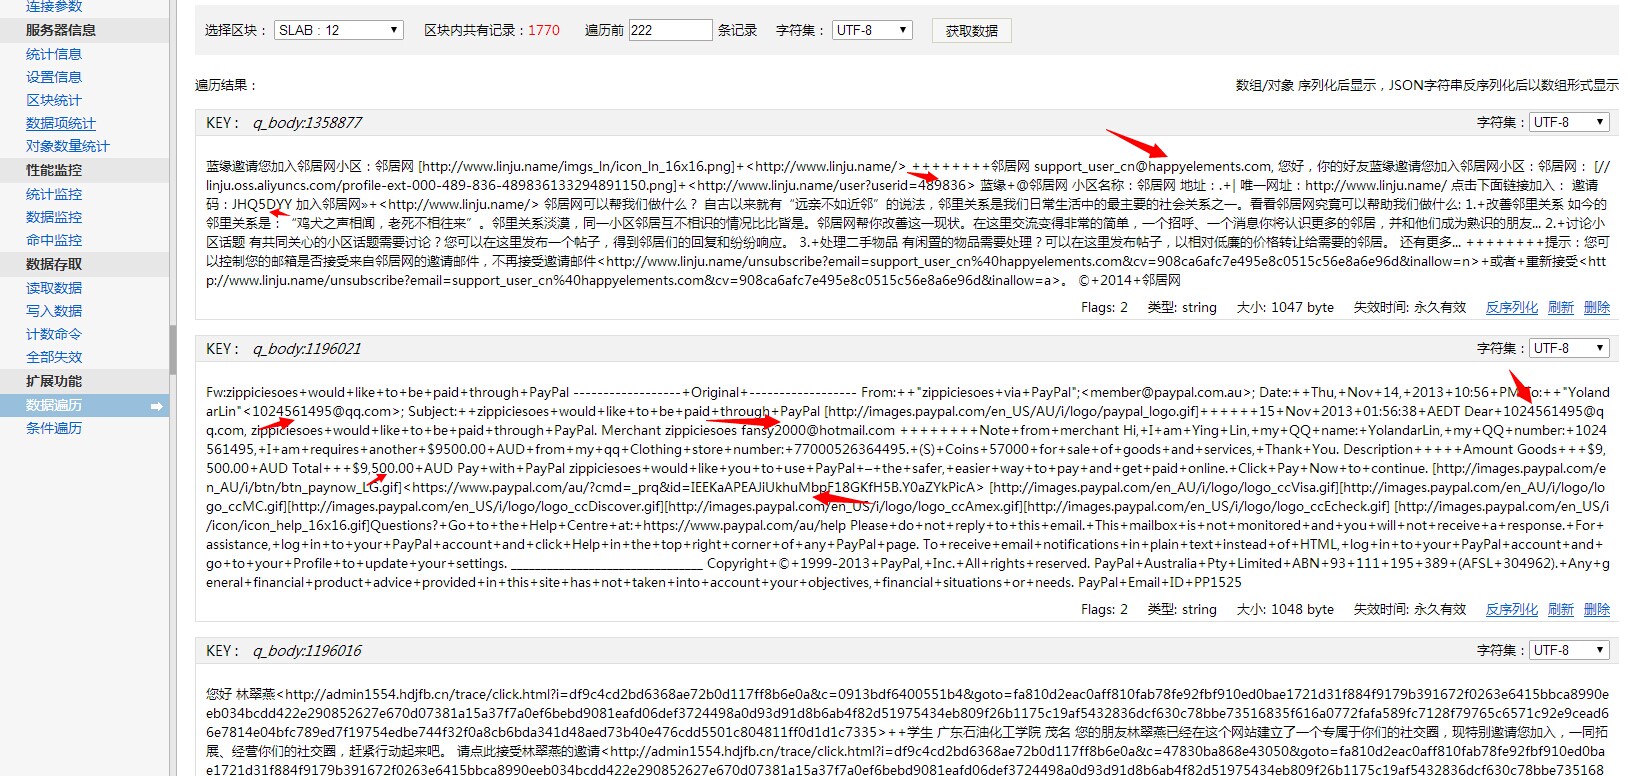 连接参数
服务器信息
统计信息
设置信息
区块统计
数据项统计
对象数量统计
性能监控
统计监控
数据监控
命中监控
数据存取
读取数据
写入数据
计数命令
全部失效
扩展功能
数据遍历
条件遍历
选择区块： SLAB : 12 区块内共有记录：1770 遍历前 222 条记录 字符集： UTF-8 获取数据
遍历结果： 数组/对象 序列化后显示，JSON字符串反序列化后以数组形式显示
KEY： q_body:1358877 字符集： UTF-8
蓝缘邀请您加入邻居网小区：邻居网 [http://www.linju.name/imgs_ln/icon_ln_16x16.png]+<http://www.linju.name/> ++++++++邻居网 support_user_cn@happyelements.com, 您好，你的好友蓝缘邀请您加入邻居网小区：邻居网： [//
linju.oss.aliyuncs.com/profile-ext-000-489-836-489836133294891150.png]+<http://www.linju.name/user?userid=489836> 蓝缘+@邻居网 小区名称：邻居网 地址：.+| 唯一网址：http://www.linju.name/ 点击下面链接加入： 邀请
码：JHQ5DYY 加入邻居网»+<http://www.linju.name/> 邻居网可以帮我们做什么？ 自古以来就有“远亲不如近邻”的说法，邻里关系是我们日常生活中的最主要的社会关系之一。看看邻居网究竟可以帮助我们做什么: 1.+改善邻里关系 如今的
邻里关系是：“鸡犬之声相闻，老死不相往来”。邻里关系淡漠，同一小区邻居互不相识的情况比比皆是。邻居网帮你改善这一现状。在这里交流变得非常的简单，一个招呼、一个消息你将认识更多的邻居，并和他们成为熟识的朋友... 2.+讨论小
区话题 有共同关心的小区话题需要讨论？您可以在这里发布一个帖子，得到邻居们的回复和纷纷响应。 3.+处理二手物品 有闲置的物品需要处理？可以在这里发布帖子，以相对低廉的价格转让给需要的邻居。 还有更多... ++++++++提示：您可
以控制您的邮箱是否接受来自邻居网的邀请邮件，不再接受邀请邮件<http://www.linju.name/unsubscribe?email=support_user_cn%40happyelements.com&cv=908ca6afc7e495e8c0515c56e8a6e96d&inallow=n>+或者+重新接受<htt
p://www.linju.name/unsubscribe?email=support_user_cn%40happyelements.com&cv=908ca6afc7e495e8c0515c56e8a6e96d&inallow=a>。 ©+2014+邻居网
Flags: 2 类型: string 大小: 1047 byte 失效时间: 永久有效 反序列化 刷新 删除
KEY： q_body:1196021 字符集： UTF-8
Fw:zippiciesoes+would+like+to+be+paid+through+PayPal ------------------+Original+------------------ From:++"zippiciesoes+via+PayPal";<member@paypal.com.au>; Date:++Thu,+Nov+14,+2013+10:56+PM To:++"Yoland
arLin"<1024561495@qq.com>; Subject:++zippiciesoes+would+like+to+be+paid+through+PayPal [http://images.paypal.com/en_US/AU/i/logo/paypal_logo.gif]++++++15+Nov+2013+01:56:38+AEDT Dear+1024561495@q
q.com, zippiciesoes+would+like+to+be+paid+through+PayPal. Merchant zippiciesoes fansy2000@hotmail.com ++++++++Note+from+merchant Hi,+I+am+Ying+Lin,+my+QQ+name:+YolandarLin,+my+QQ+number:+1024
561495,+I+am+requires+another+$9500.00+AUD+from+my+qq+Clothing+store+number:+77000526364495.+(S)+Coins+57000+for+sale+of+goods+and+services,+Thank+You. Description+++++Amount Goods+++$9,
500.00+AUD Total+++$9,500.00+AUD Pay+with+PayPal zippiciesoes+would+like+you+to+use+PayPal+–+the+safer,+easier+way+to+pay+and+get+paid+online.+Click+Pay+Now+to+continue. [http://images.paypal.com/e
n_AU/i/btn/btn_paynow_LG.gif]<https://www.paypal.com/au/?cmd=_prq&id=IEEKaAPEAJiUkhuMbpF18GKfH5B.Y0aZYkPicA> [http://images.paypal.com/en_AU/i/logo/logo_ccVisa.gif][http://images.paypal.com/en_AU/i/logo/lo
go_ccMC.gif][http://images.paypal.com/en_US/i/logo/logo_ccDiscover.gif][http://images.paypal.com/en_US/i/logo/logo_ccAmex.gif][http://images.paypal.com/en_US/i/logo/logo_ccEcheck.gif] [http://images.paypal.com/en_US/i
/icon/icon_help_16x16.gif]Questions?+Go+to+the+Help+Centre+at:+https://www.paypal.com/au/help Please+do+not+reply+to+this+email.+This+mailbox+is+not+monitored+and+you+will+not+receive+a+response.+For+
assistance,+log+in+to+your+PayPal+account+and+click+Help+in+the+top+right+corner+of+any+PayPal+page. To+receive+email+notifications+in+plain+text+instead+of+HTML,+log+in+to+your+PayPal+account+and+
go+to+your+Profile+to+update+your+settings. ________________________________ Copyright+©+1999-2013+PayPal,+Inc.+All+rights+reserved. PayPal+Australia+Pty+Limited+ABN+93+111+195+389+(AFSL+304962).+Any+g
eneral+financial+product+advice+provided+in+this+site+has+not+taken+into+account+your+objectives,+financial+situations+or+needs. PayPal+Email+ID+PP1525
Flags: 2 类型: string 大小: 1048 byte 失效时间: 永久有效 反序列化 刷新 删除
KEY： q_body:1196016 字符集： UTF-8
您好 林翠燕<http://admin1554.hdjfb.cn/trace/click.html?i=df9c4cd2bd6368ae72b0d117ff8b6e0a&c=0913bdf6400551b4&goto=fa810d2eac0aff810fab78fe92fbf910ed0bae1721d31f884f9179b391672f0263e6415bbca8990e
eb034bcdd422e290852627e670d07381a15a37f7a0ef6bebd9081eafd06def3724498a0d93d91d8b6ab4f82d51975434eb809f26b1175c19af5432836dcf630c78bbe73516835f616a0772fafa589fc7128f79765c6571c92e9cead6
6e7814e04bfc789ed7f19754edbe744f32f0a8cb6bda341d48aed73b40e476cdd5501c804811ff0d1d1c7335>++学生 广东石油化工学院 茂名 您的朋友林翠燕已经在这个网站建立了一个专属于你们的社交圈，现特别邀请您加入，一同拓
展、经营你们的社交圈，赶紧行动起来吧。 请点此接受林翠燕的邀请<http://admin1554.hdjfb.cn/trace/click.html?i=df9c4cd2bd6368ae72b0d117ff8b6e0a&c=47830ba868e43050&goto=fa810d2eac0aff810fab78fe92fbf910ed0ba
e1721d31f884f9179b391672f0263e6415bbca8990eeb034bcdd422e290852627e670d07381a15a37f7a0ef6bebd9081eafd06def3724498a0d93d91d8b6ab4f82d51975434eb809f26b1175c19af5432836dcf630c78bbe735168